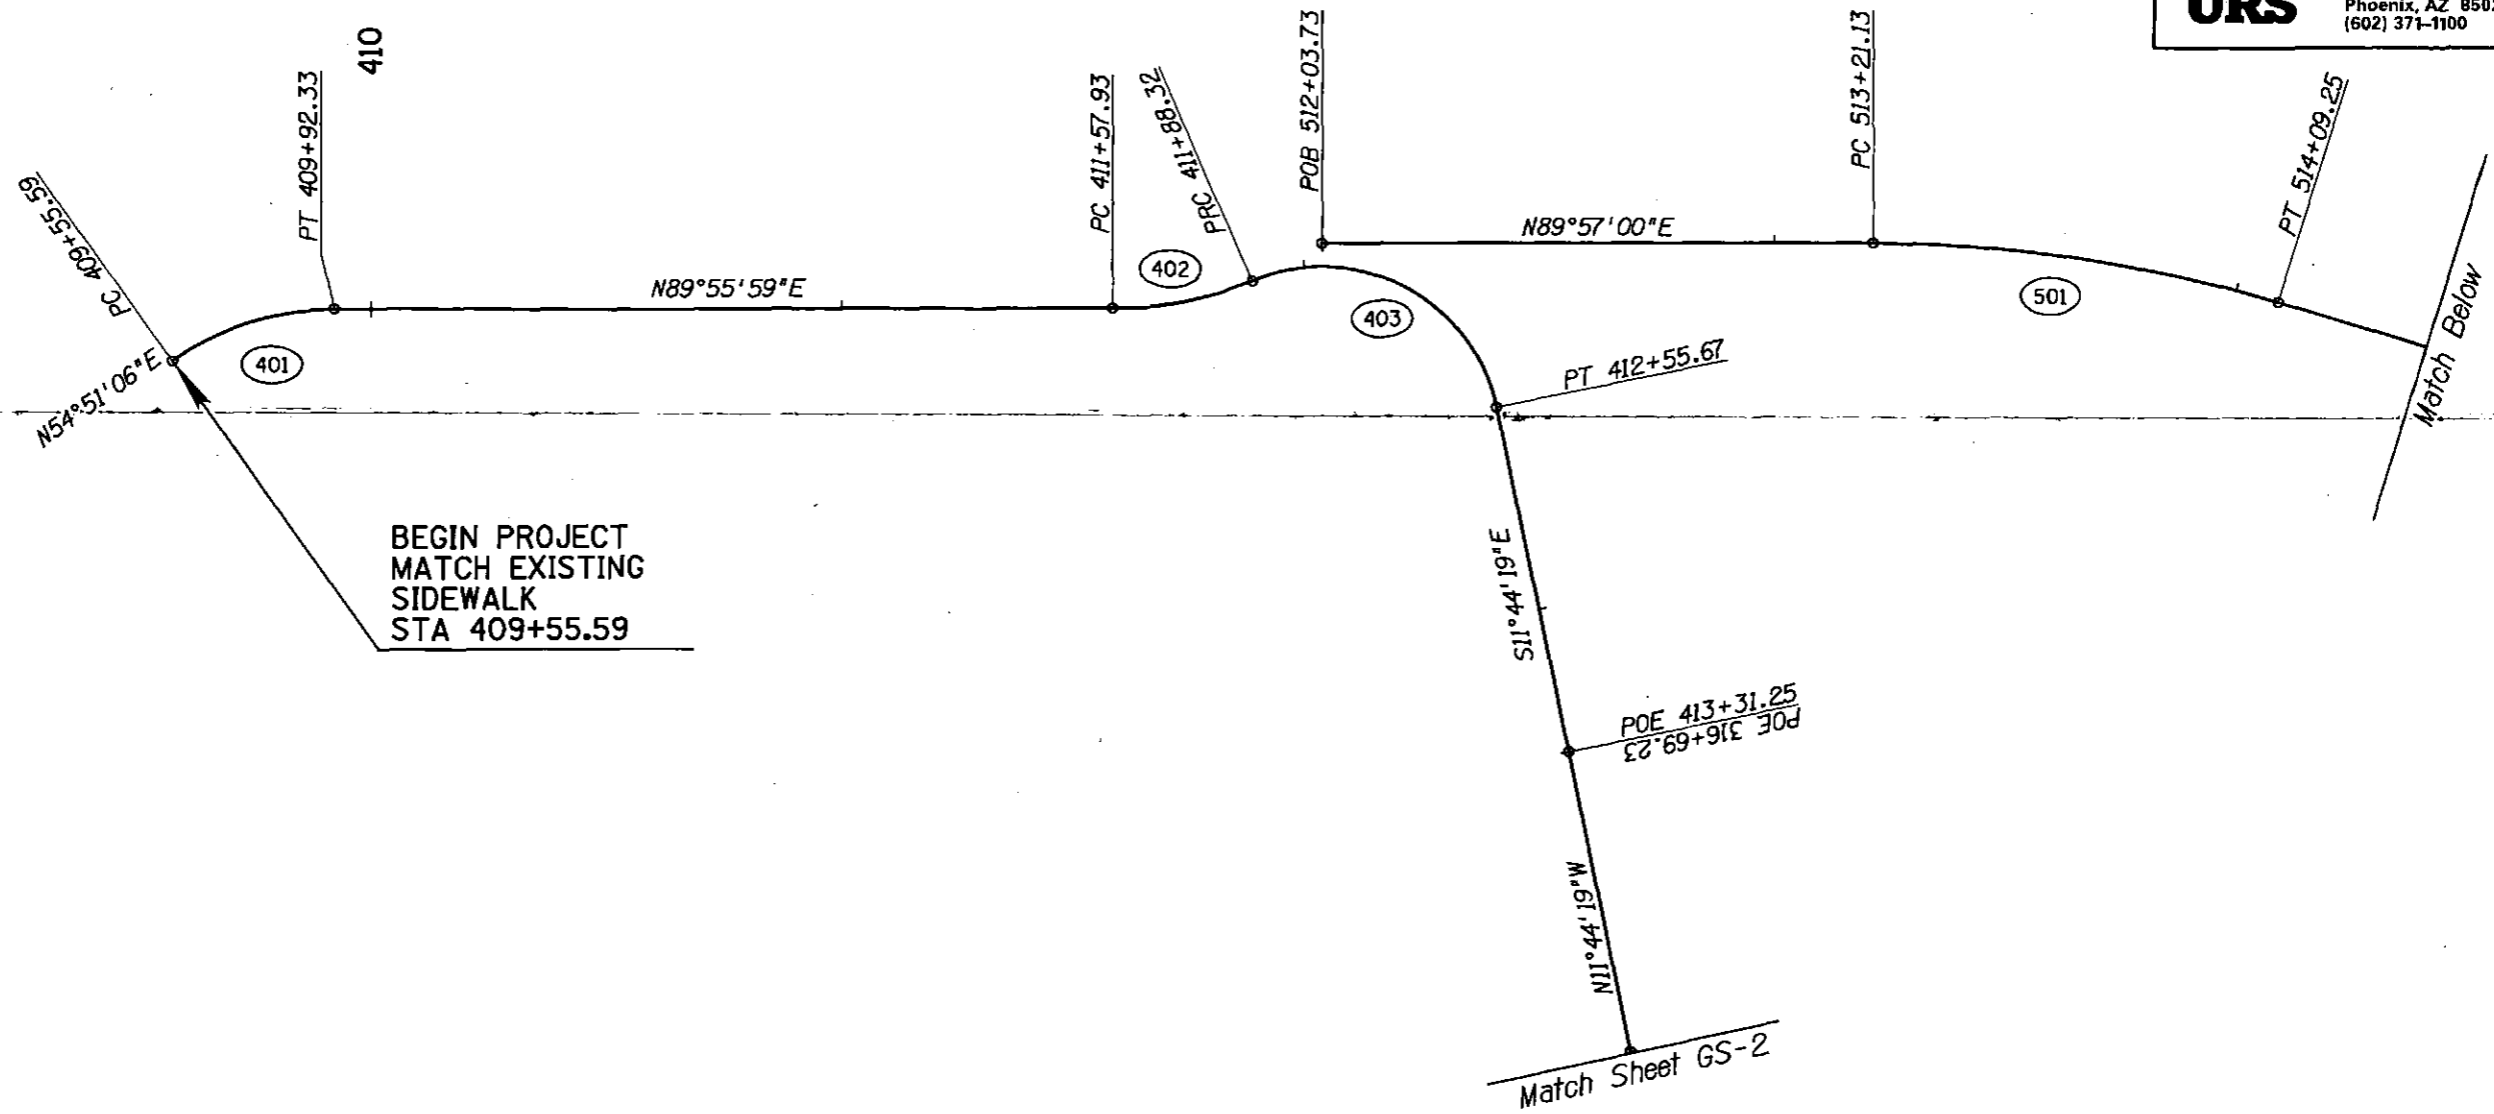 URS
Phoenix, AZ
(602) 371-1100
410
PC 409+55.59
PT 409+92.33
PC 411+57.93
PRC 411+88.32
POB 512+03.73
PC 513+21.13
PT 514+09.25
N54°51'06"E
401
N89°55'59"E
402
N89°57'00"E
403
501
Match Below
PT 412+55.67
BEGIN PROJECT
MATCH EXISTING
SIDEWALK
STA 409+55.59
S11°44'19"E
POE 413+31.25
POE 316+69.23
N11°44'19"W
Match Sheet GS-2